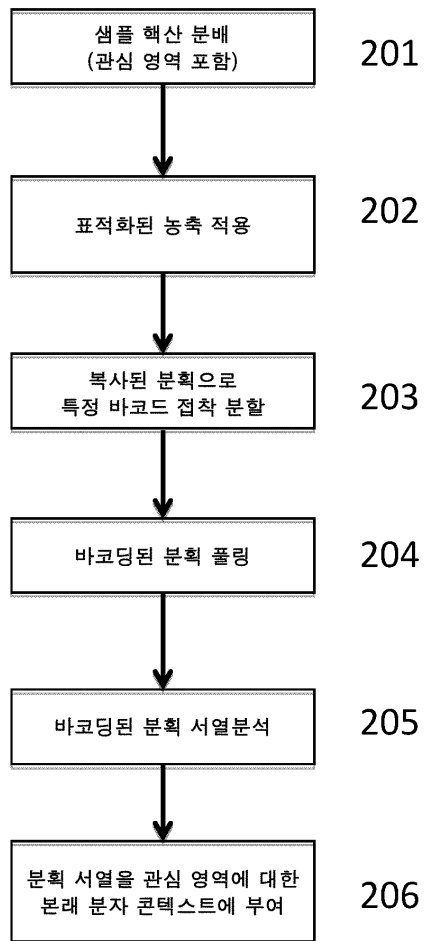 샘플 핵산 분배
(관심 영역 포함)
201
표적화된 농축 적용
202
복사된 분획으로
특정 바코드 접착 분할
203
바코딩된 분획 풀링
204
바코딩된 분획 서열분석
205
분획 서열을 관심 영역에 대한
본래 분자 콘텍스트에 부여
206